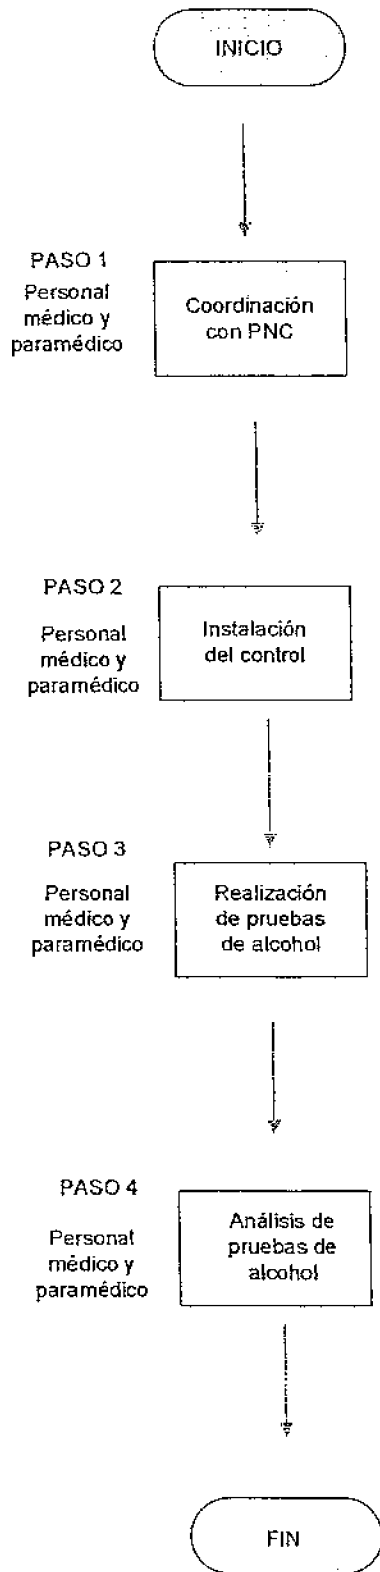 INICIO
PASO 1
Personal
médico y
paramédico
Coordinación
con PNC
PASO 2
Personal
médico y
paramédico
Instalación
del control
PASO 3
Personal
médico y
paramédico
Realización
de pruebas
de alcohol
PASO 4
Personal
médico y
paramédico
Análisis de
pruebas de
alcohol
FIN